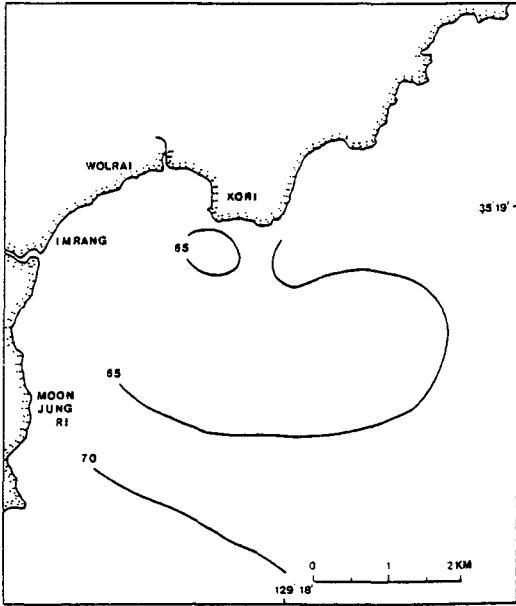 WOLRAI
KORI
35°19'
IMRANG
65
65
MOON
JUNG
RI
70
0 1 2 KM
129°18'